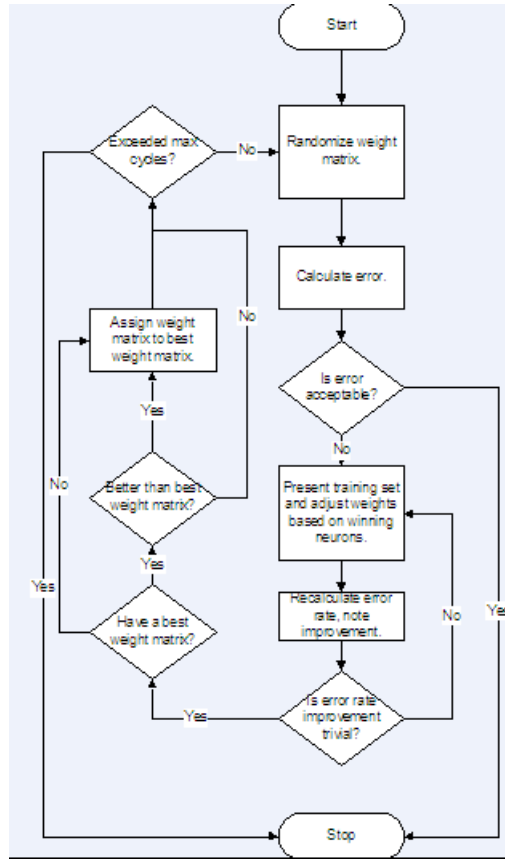 Start
Exceeded max
cycles?
No
Randomize weight
matrix.
Calculate error.
Assign weight
matrix to best
weight matrix.
No
Is error
acceptable?
Yes
Yes
No
No
Better than best
weight matrix?
Present training set
and adjust weights
based on winning
neurons.
Yes
Yes
Recalculate error
rate, note
improvement.
No
Yes
Have a best
weight matrix?
Is error rate
improvement
trivial?
Yes
Stop